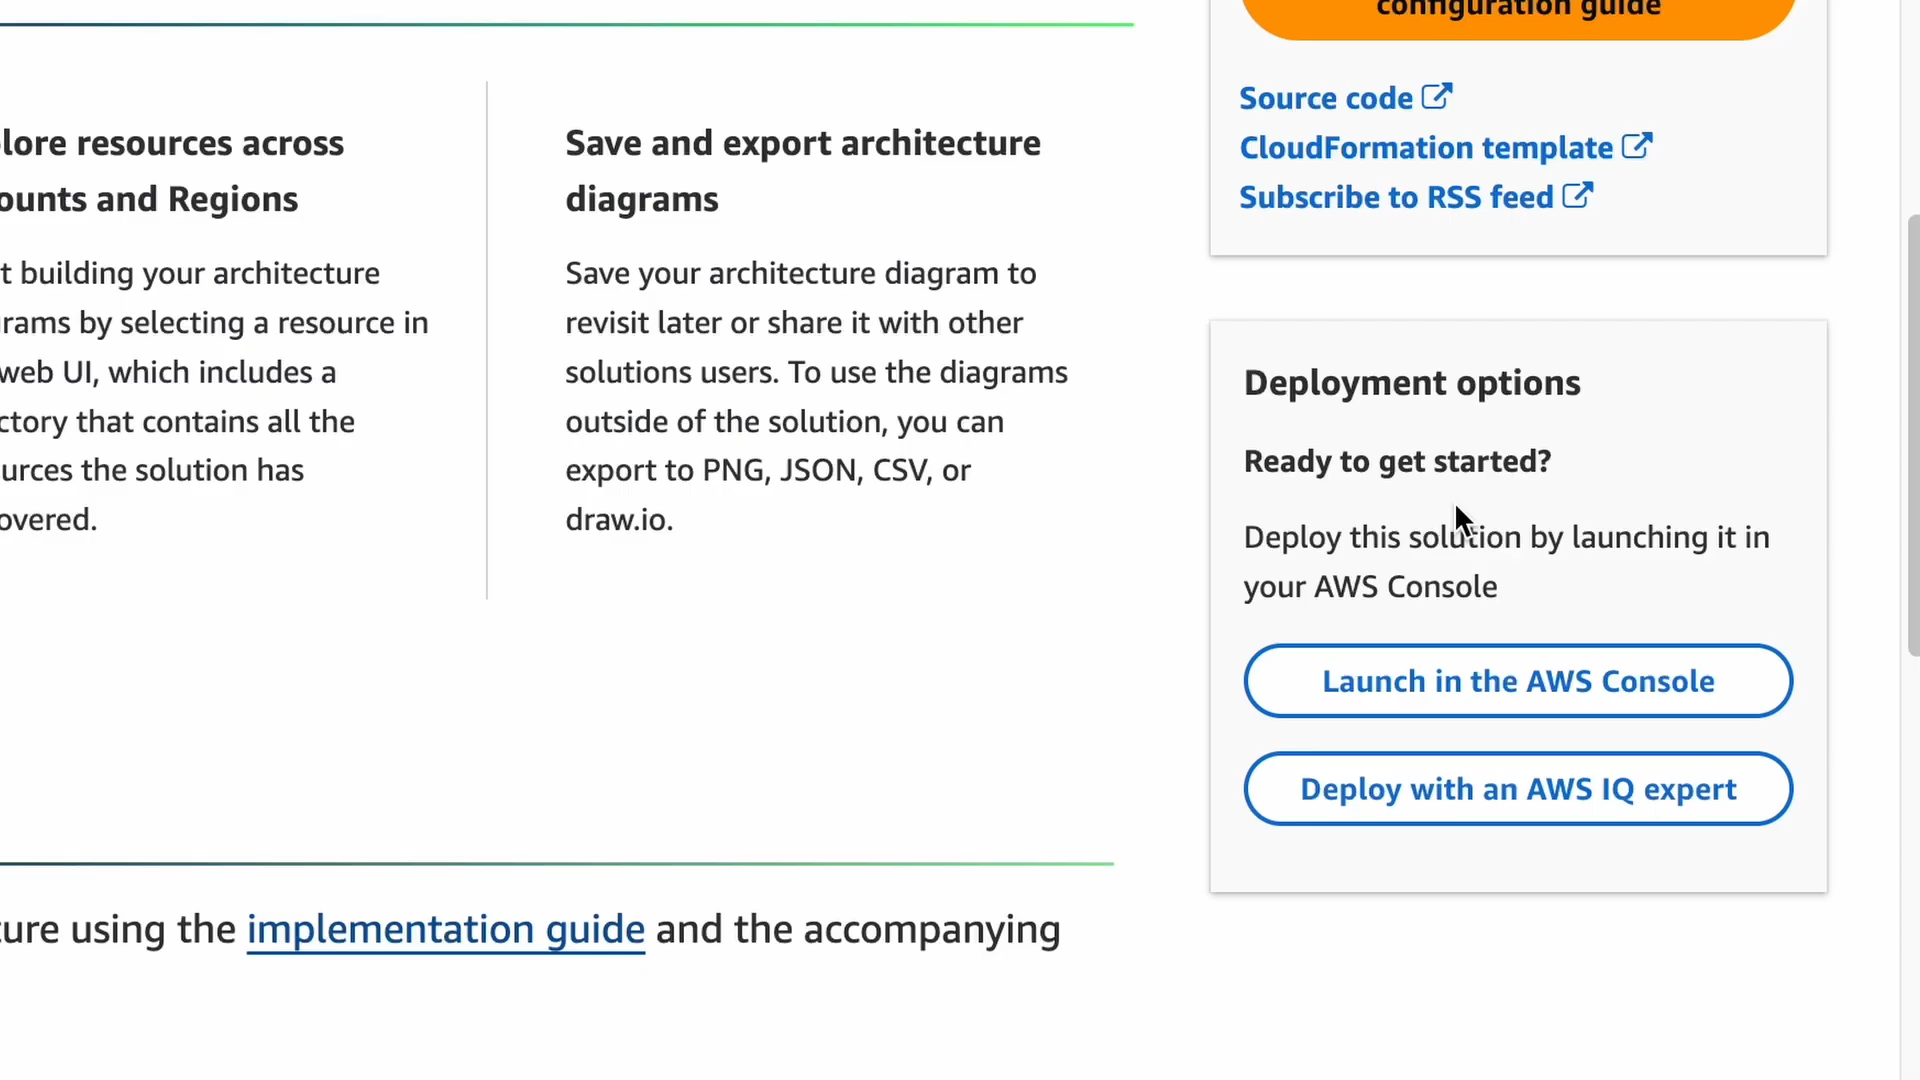 configuration guide
Source code
CloudFormation template
Subscribe to RSS feed
lore resources across
ounts and Regions
t building your architecture
rams by selecting a resource in
web UI, which includes a
ctory that contains all the
urces the solution has
overed.
Save and export architecture
diagrams
Save your architecture diagram to
revisit later or share it with other
solutions users. To use the diagrams
outside of the solution, you can
export to PNG, JSON, CSV, or
draw.io.
Deployment options
Ready to get started?
Deploy this solution by launching it in
your AWS Console
Launch in the AWS Console
Deploy with an AWS IQ expert
ture using the implementation guide and the accompanying